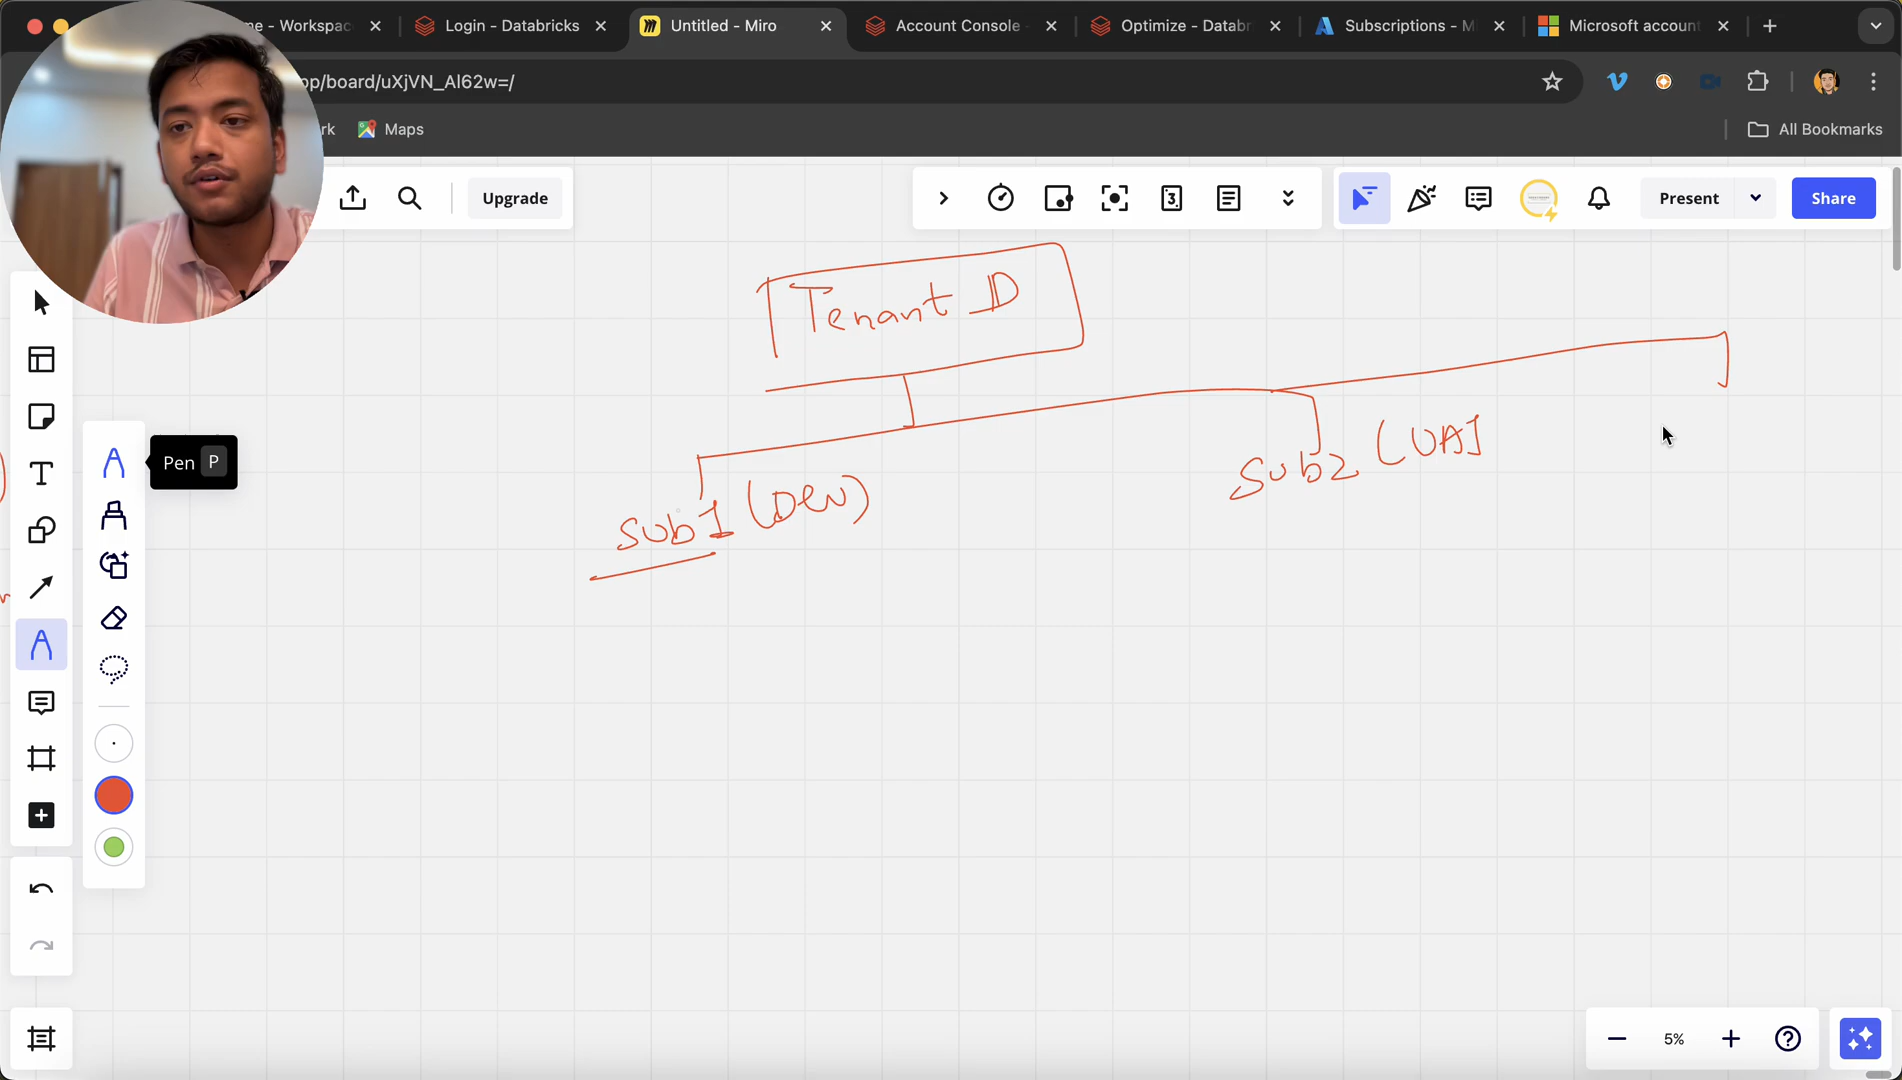 me - Workspac
Login - Databricks
Untitled - Miro
Account Console -
Optimize - Databr
Subscriptions - M
Microsoft account
pp/board/uXjVN_Al62w=/
rk
Maps
All Bookmarks
Upgrade
3
Present
Share
Tenant ID
Sub2 (UAT
Pen P
Sub1 (Dev)
5%